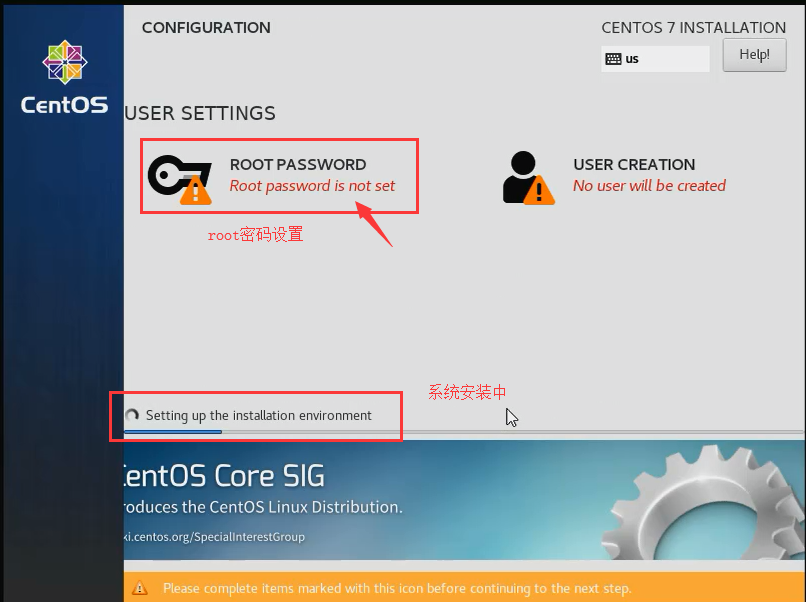 CONFIGURATION
CENTOS 7 INSTALLATION
us
Help!
CentOS
USER SETTINGS
ROOT PASSWORD
Root password is not set
USER CREATION
No user will be created
root密码设置
系统安装中
Setting up the installation environment
CentOS Core SIG
roduces the CentOS Linux Distribution.
ki.centos.org/SpecialInterestGroup
Please complete items marked with this icon before continuing to the next step.